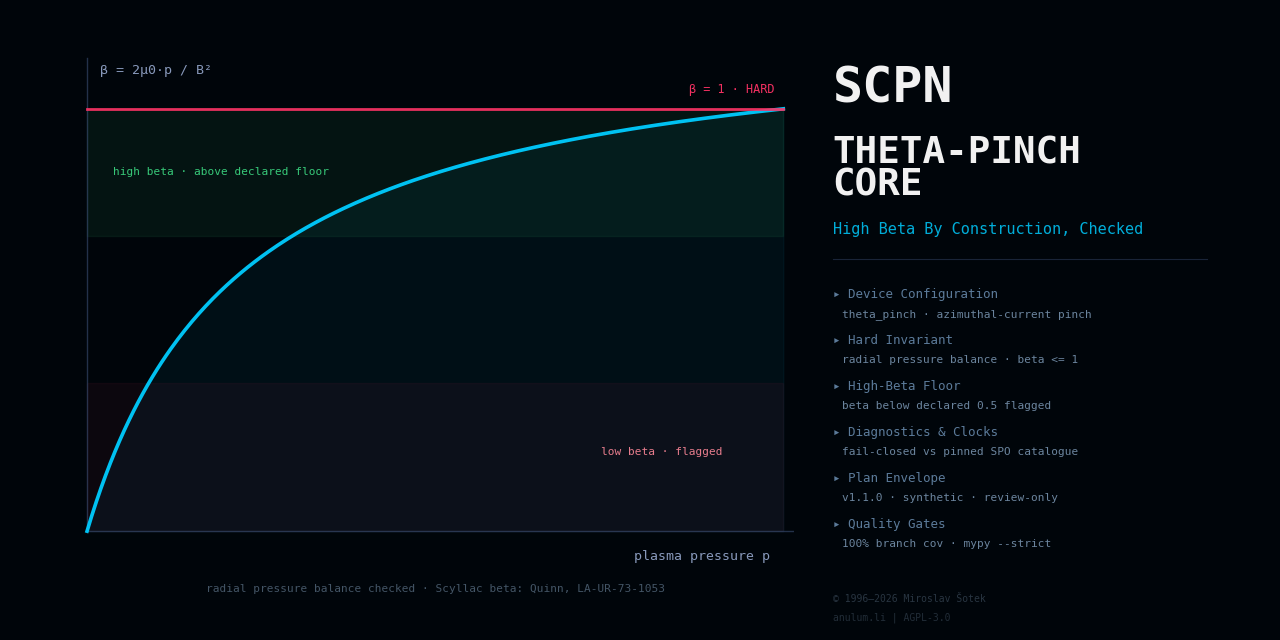 β = 2μ0·p / B²
β = 1 · HARD
high beta · above declared floor
low beta · flagged
plasma pressure p
radial pressure balance checked · Scyllac beta: Quinn, LA-UR-73-1053
SCPN
THETA-PINCH
CORE
High Beta By Construction, Checked
▸ Device Configuration
theta_pinch · azimuthal-current pinch
▸ Hard Invariant
radial pressure balance · beta <= 1
▸ High-Beta Floor
beta below declared 0.5 flagged
▸ Diagnostics & Clocks
fail-closed vs pinned SPO catalogue
▸ Plan Envelope
v1.1.0 · synthetic · review-only
▸ Quality Gates
100% branch cov · mypy --strict
© 1996–2026 Miroslav Šotek
anulum.li | AGPL-3.0